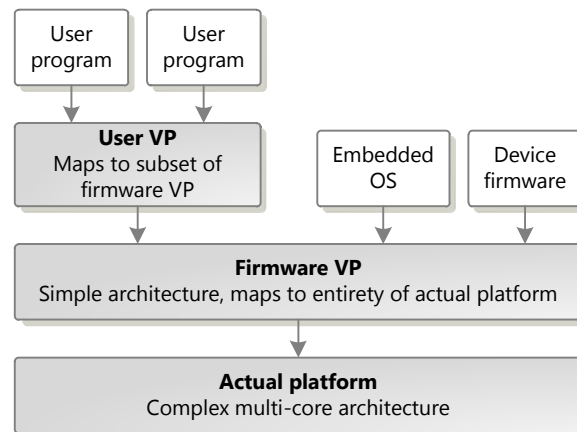 User
program
User
program
User VP
Maps to subset of
firmware VP
Embedded
OS
Device
firmware
Firmware VP
Simple architecture, maps to entirety of actual platform
Actual platform
Complex multi-core architecture